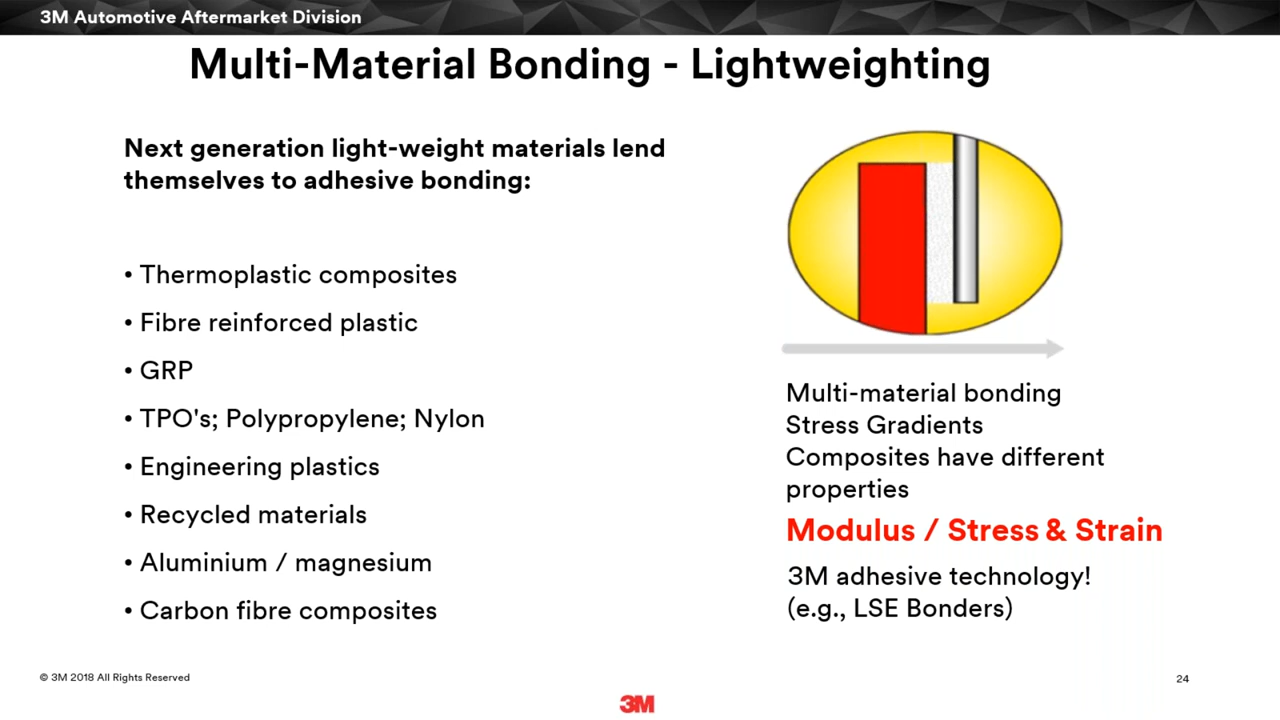 3M Automotive Aftermarket Division
Multi-Material Bonding - Lightweighting
Next generation light-weight materials lend
themselves to adhesive bonding:
• Thermoplastic composites
• Fibre reinforced plastic
• GRP
• TPO's; Polypropylene; Nylon
• Engineering plastics
• Recycled materials
• Aluminium / magnesium
• Carbon fibre composites
Multi-material bonding
Stress Gradients
Composites have different
properties
Modulus / Stress & Strain
3M adhesive technology!
(e.g., LSE Bonders)
© 3M 2018 All Rights Reserved
24
3M